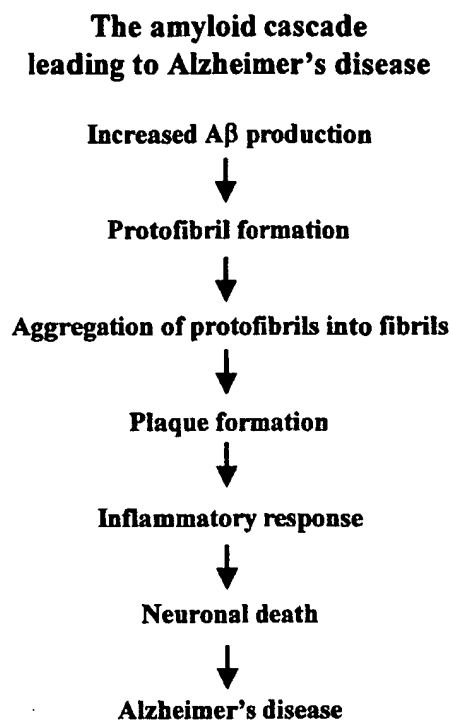 The amyloid cascade
leading to Alzheimer's disease
Increased Aβ production
Protofibril formation
Aggregation of protofibrils into fibrils
Plaque formation
Inflammatory response
Neuronal death
Alzheimer's disease